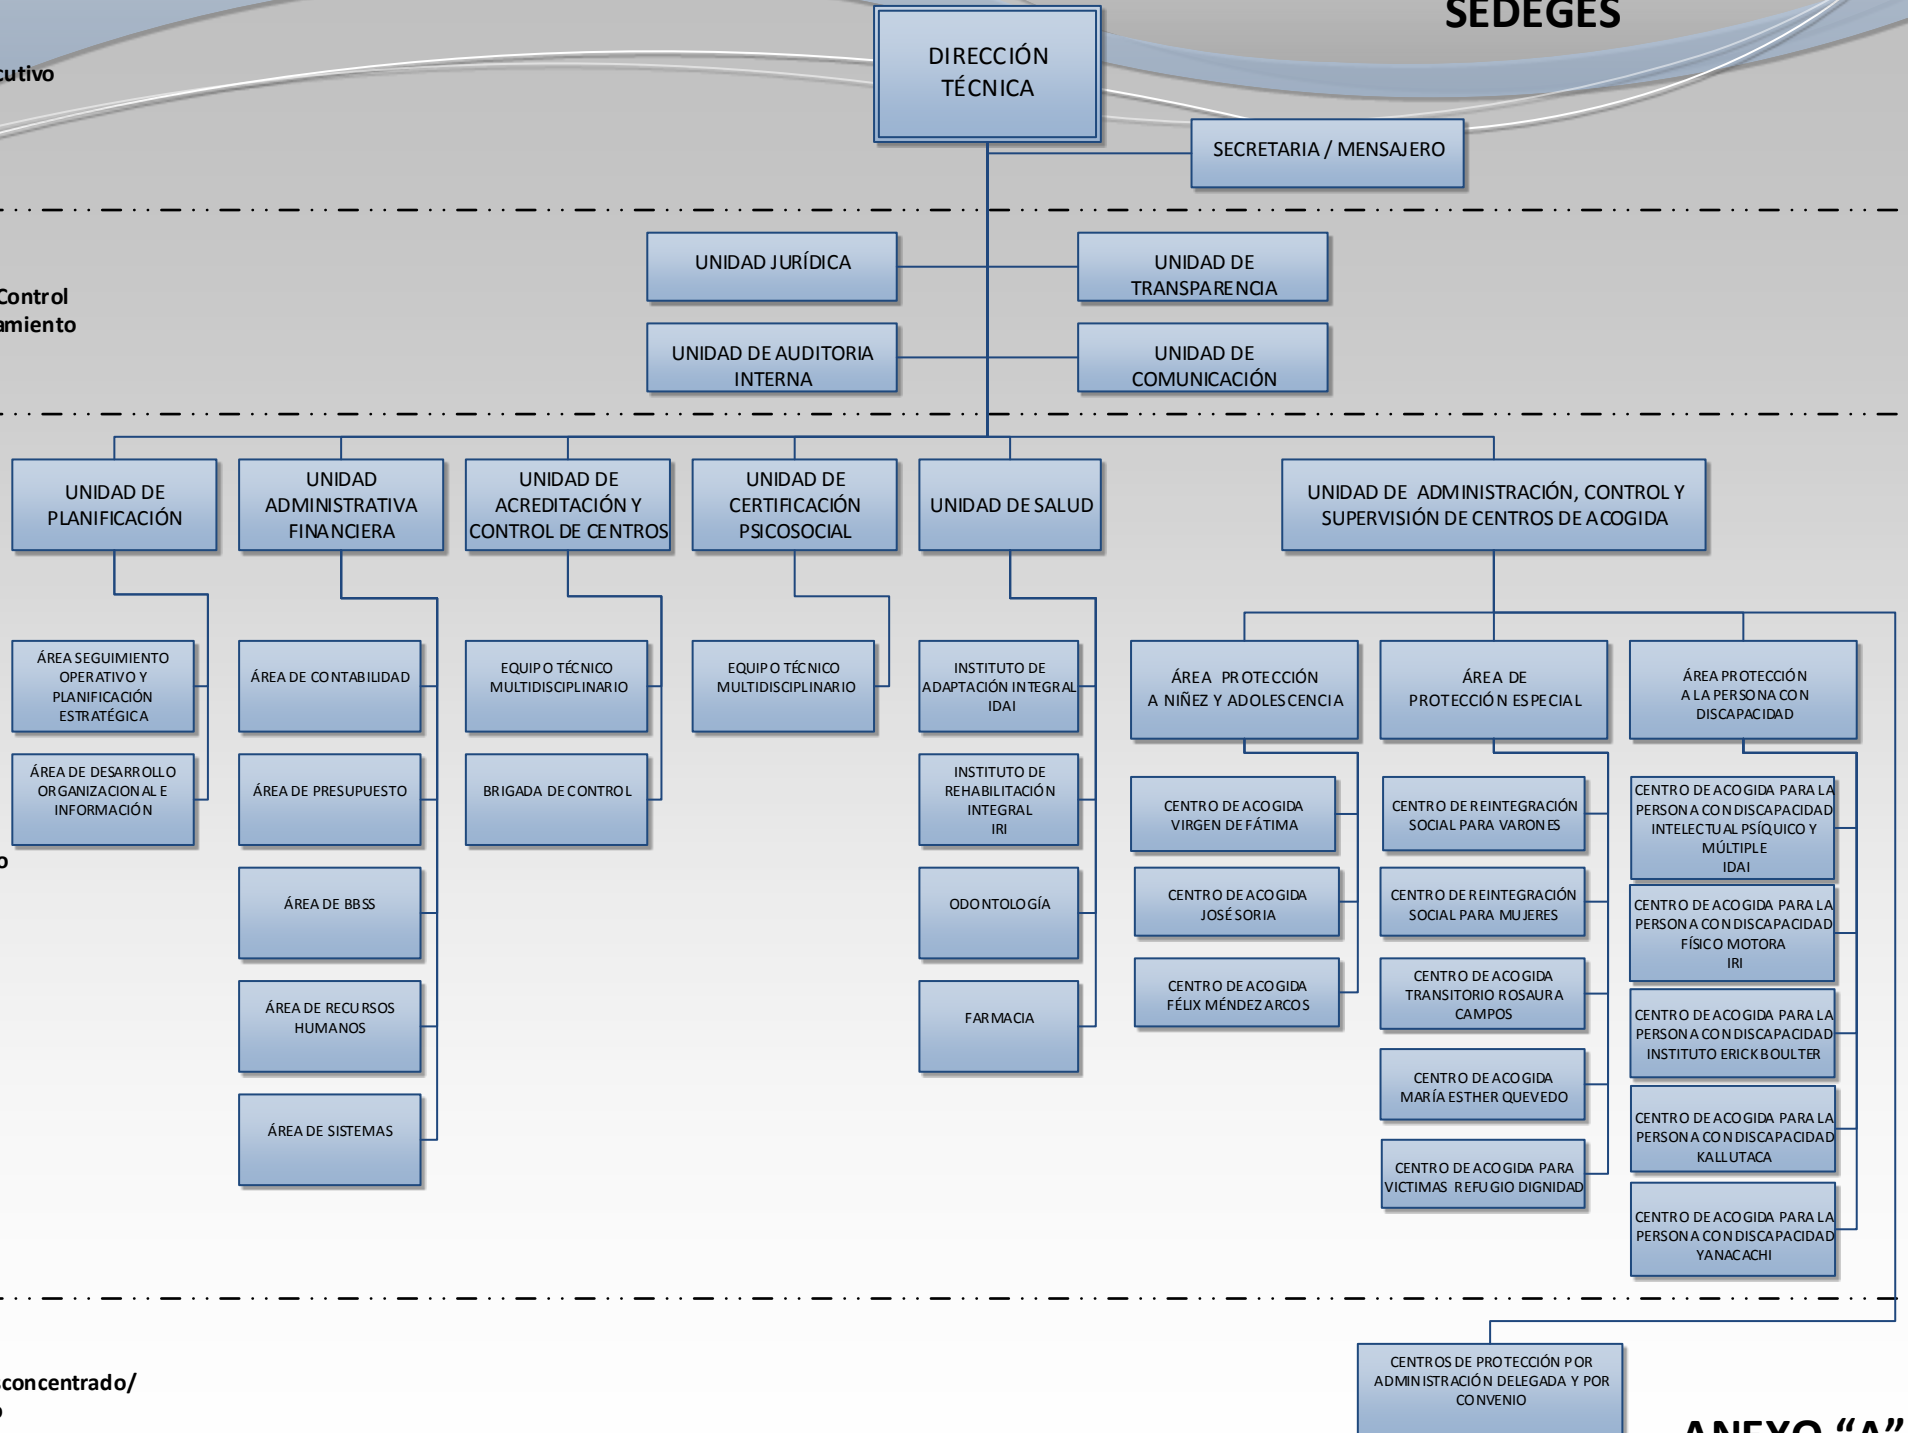 SEDEGES
DIRECCIÓN
TÉCNICA
cutivo
SECRETARIA / MENSAJERO
UNIDAD JURÍDICA
UNIDAD DE
TRANSPARENCIA
Control
amiento
UNIDAD DE AUDITORIA
INTERNA
UNIDAD DE
COMUNICACIÓN
UNIDAD DE
PLANIFICACIÓN
UNIDAD
ADMINISTRATIVA
FINANCIERA
UNIDAD DE
ACREDITACIÓN Y
CONTROL DE CENTROS
UNIDAD DE
CERTIFICACIÓN
PSICOSOCIAL
UNIDAD DE SALUD
UNIDAD DE ADMINISTRACIÓN, CONTROL Y
SUPERVISIÓN DE CENTROS DE ACOGIDA
ÁREA SEGUIMIENTO
OPERATIVO Y
PLANIFICACIÓN
ESTRATÉGICA
ÁREA DE DESARROLLO
ORGANIZACIONAL E
INFORMACIÓN
o
ÁREA DE CONTABILIDAD
ÁREA DE PRESUPUESTO
ÁREA DE BBSS
ÁREA DE RECURSOS
HUMANOS
ÁREA DE SISTEMAS
EQUIPO TÉCNICO
MULTIDISCIPLINARIO
BRIGADA DE CONTROL
EQUIPO TÉCNICO
MULTIDISCIPLINARIO
INSTITUTO DE
ADAPTACIÓN INTEGRAL
IDAI
INSTITUTO DE
REHABILITACIÓN
INTEGRAL
IRI
ODONTOLOGÍA
FARMACIA
ÁREA PROTECCIÓN
A NIÑEZ Y ADOLESCENCIA
CENTRO DE ACOGIDA
VIRGEN DE FÁTIMA
CENTRO DE ACOGIDA
JOSÉ SORIA
CENTRO DE ACOGIDA
FÉLIX MÉNDEZ ARCOS
ÁREA DE
PROTECCIÓN ESPECIAL
CENTRO DE REINTEGRACIÓN
SOCIAL PARA VARONES
CENTRO DE REINTEGRACIÓN
SOCIAL PARA MUJERES
CENTRO DE ACOGIDA
TRANSITORIO ROSAURA
CAMPOS
CENTRO DE ACOGIDA
MARÍA ESTHER QUEVEDO
CENTRO DE ACOGIDA PARA
VICTIMAS REFUGIO DIGNIDAD
ÁREA PROTECCIÓN
A LA PERSONA CON
DISCAPACIDAD
CENTRO DE ACOGIDA PARA LA
PERSONA CON DISCAPACIDAD
INTELECTUAL PSÍQUICO Y
MÚLTIPLE
IDAI
CENTRO DE ACOGIDA PARA LA
PERSONA CON DISCAPACIDAD
FÍSICO MOTORA
IRI
CENTRO DE ACOGIDA PARA LA
PERSONA CON DISCAPACIDAD
INSTITUTO ERICK BOULTER
CENTRO DE ACOGIDA PARA LA
PERSONA CON DISCAPACIDAD
KALLUTACA
CENTRO DE ACOGIDA PARA LA
PERSONA CON DISCAPACIDAD
YANACACHI
sconcentrado/
o
CENTROS DE PROTECCIÓN POR
ADMINISTRACIÓN DELEGADA Y POR
CONVENIO
ANEXO “A”